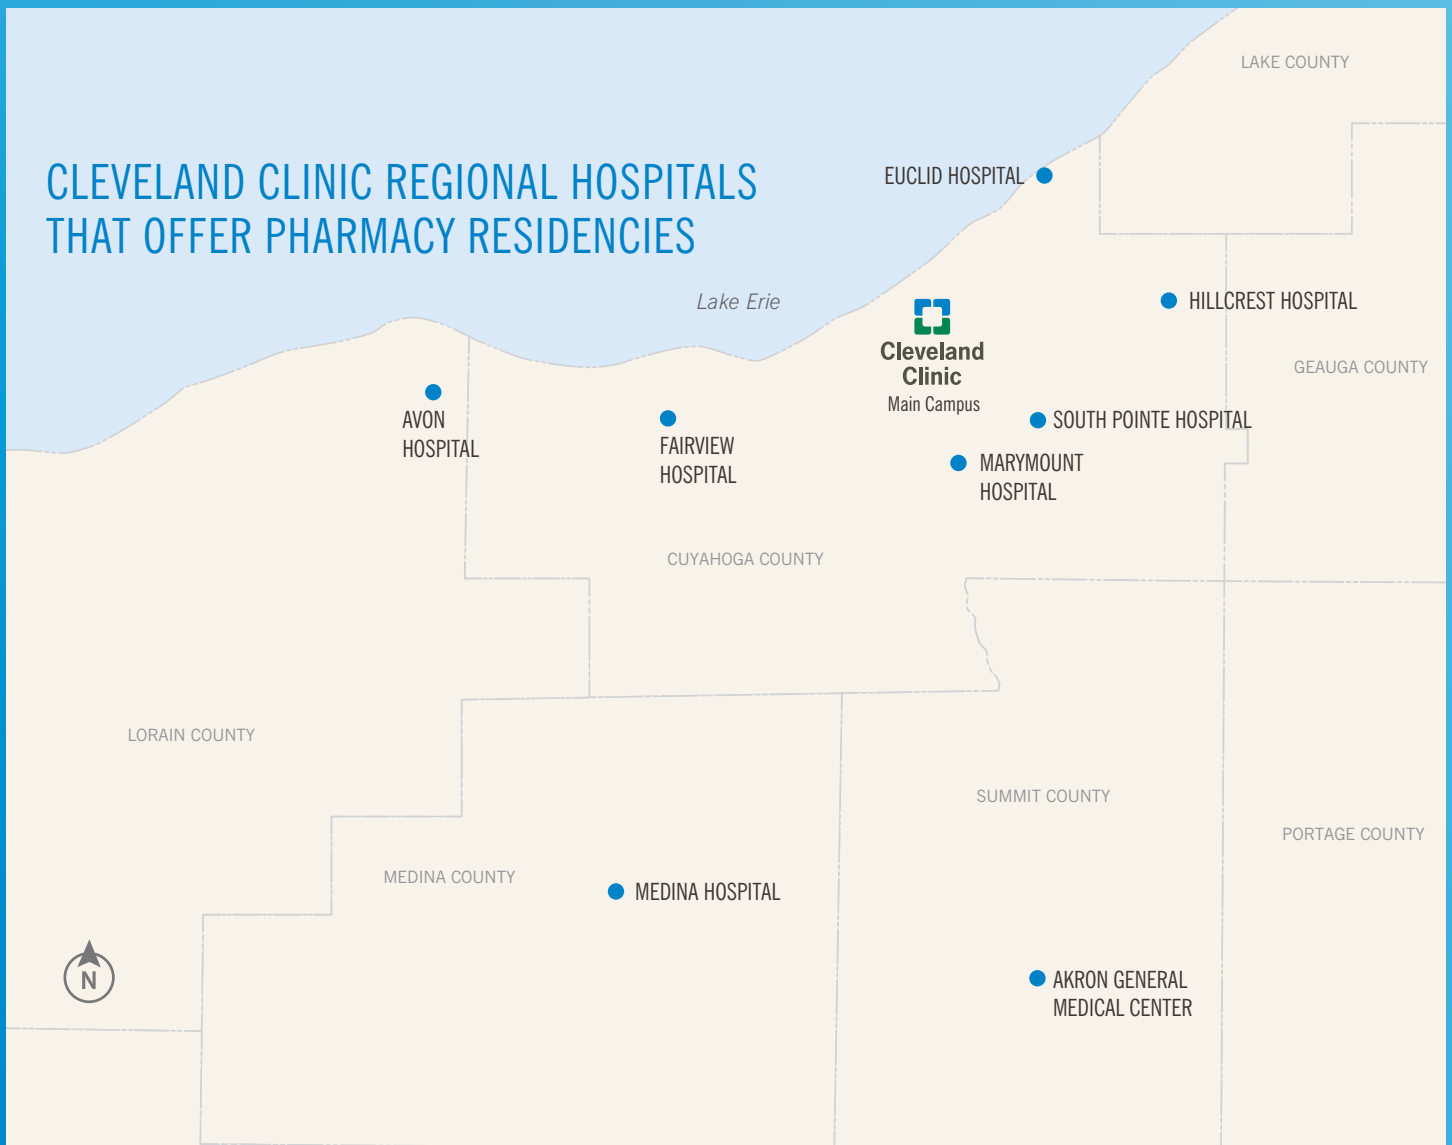 CLEVELAND CLINIC REGIONAL HOSPITALS
THAT OFFER PHARMACY RESIDENCIES
LAKE COUNTY
EUCLID HOSPITAL
Lake Erie
HILLCREST HOSPITAL
Cleveland
Clinic
Main Campus
GEAUGA COUNTY
AVON
HOSPITAL
FAIRVIEW
HOSPITAL
SOUTH POINTE HOSPITAL
MARYMOUNT
HOSPITAL
CUYAHOGA COUNTY
LORAIN COUNTY
SUMMIT COUNTY
PORTAGE COUNTY
MEDINA COUNTY
MEDINA HOSPITAL
N
AKRON GENERAL
MEDICAL CENTER